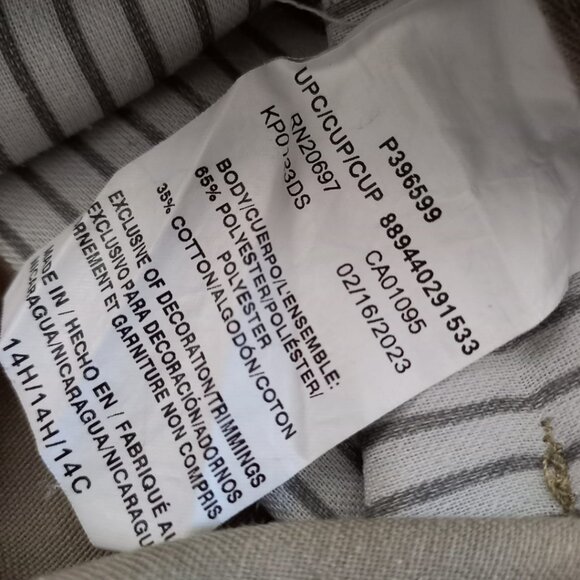 P396599
UPC/CUP/CUP 889440291533
RN20697 CA01095
02/16/2023
BODY/CUERPO/L'ENSEMBLE:
65% POLYESTER/POLIÉSTER/
POLYESTER
35% COTTON/ALGODÓN/COTON
EXCLUSIVE OF DECORATION/TRIMMINGS
EXCLUSIVO PARA DECORACIÓN/ADORNOS
ORNEMENT ET GARNITURE NON COMPRIS
MADE IN / HECHO EN / FABRIQUÉ AU
NICARAGUA/NICARAGUA/NICARAGU
14H/14H/14C